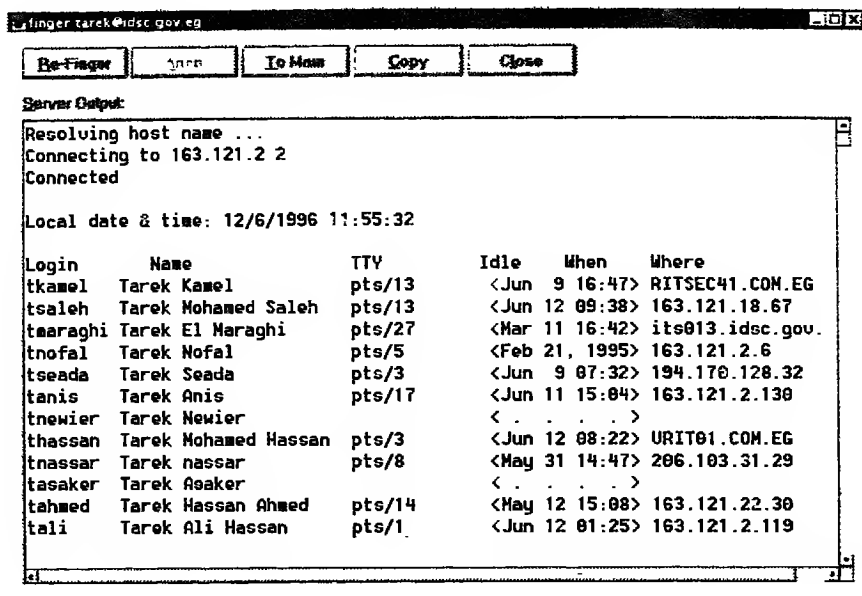 finger tarek@idsc gov eg
Re-Finger To Main Copy Close
Server Output:
Resolving host name ...
Connecting to 163.121.2 2
Connected
Local date & time: 12/6/1996 11:55:32
Login Name TTY Idle When Where
tkamel Tarek Kamel pts/13 <Jun 9 16:47> RITSEC41.COM.EG
tsaleh Tarek Mohamed Saleh pts/13 <Jun 12 09:38> 163.121.18.67
tmaraghi Tarek El Maraghi pts/27 <Mar 11 16:42> its013.idsc.gov.
tnofal Tarek Nofal pts/5 <Feb 21, 1995> 163.121.2.6
tseada Tarek Seada pts/3 <Jun 9 07:32> 194.170.128.32
tanis Tarek Anis pts/17 <Jun 11 15:04> 163.121.2.130
tnewier Tarek Newier < . . . . >
thassan Tarek Mohamed Hassan pts/3 <Jun 12 08:22> URIT01.COM.EG
tnassar Tarek nassar pts/8 <May 31 14:47> 206.103.31.29
tasaker Tarek Asaker < . . . . >
tahmed Tarek Hassan Ahmed pts/14 <May 12 15:08> 163.121.22.30
tali Tarek Ali Hassan pts/1 <Jun 12 01:25> 163.121.2.119